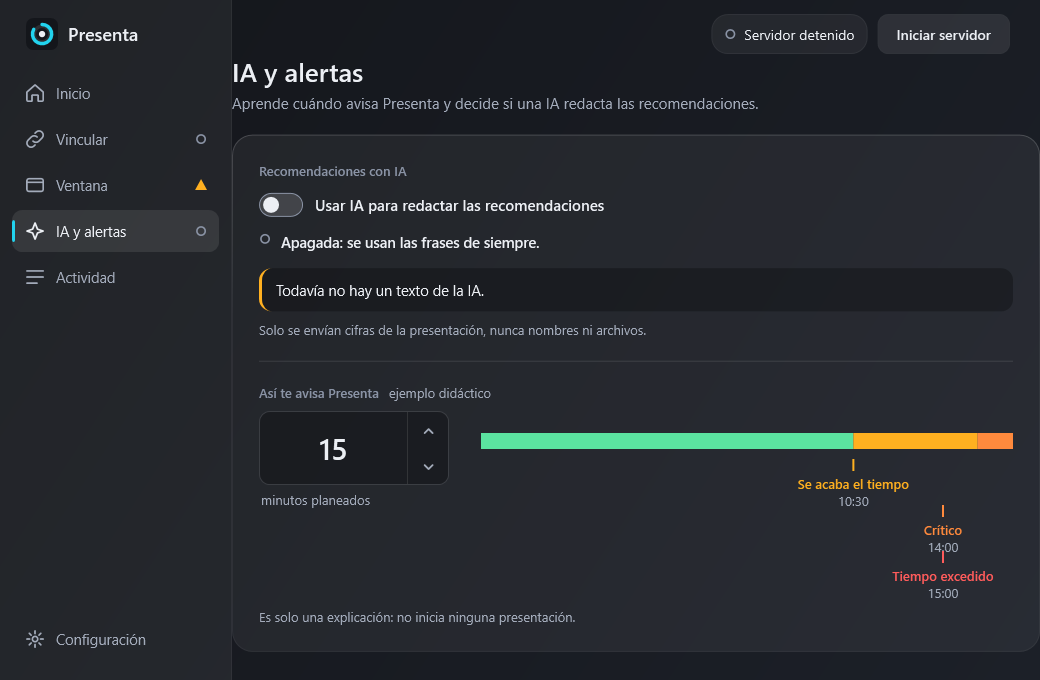 Presenta
Servidor detenido
Iniciar servidor
Inicio
Vincular
Ventana
IA y alertas
Actividad
Configuración
IA y alertas
Aprende cuándo avisa Presenta y decide si una IA redacta las recomendaciones.
Recomendaciones con IA
Usar IA para redactar las recomendaciones
Apagada: se usan las frases de siempre.
Todavía no hay un texto de la IA.
Solo se envían cifras de la presentación, nunca nombres ni archivos.
Así te avisa Presenta ejemplo didáctico
15
minutos planeados
Se acaba el tiempo
10:30
Crítico
14:00
Tiempo excedido
15:00
Es solo una explicación: no inicia ninguna presentación.